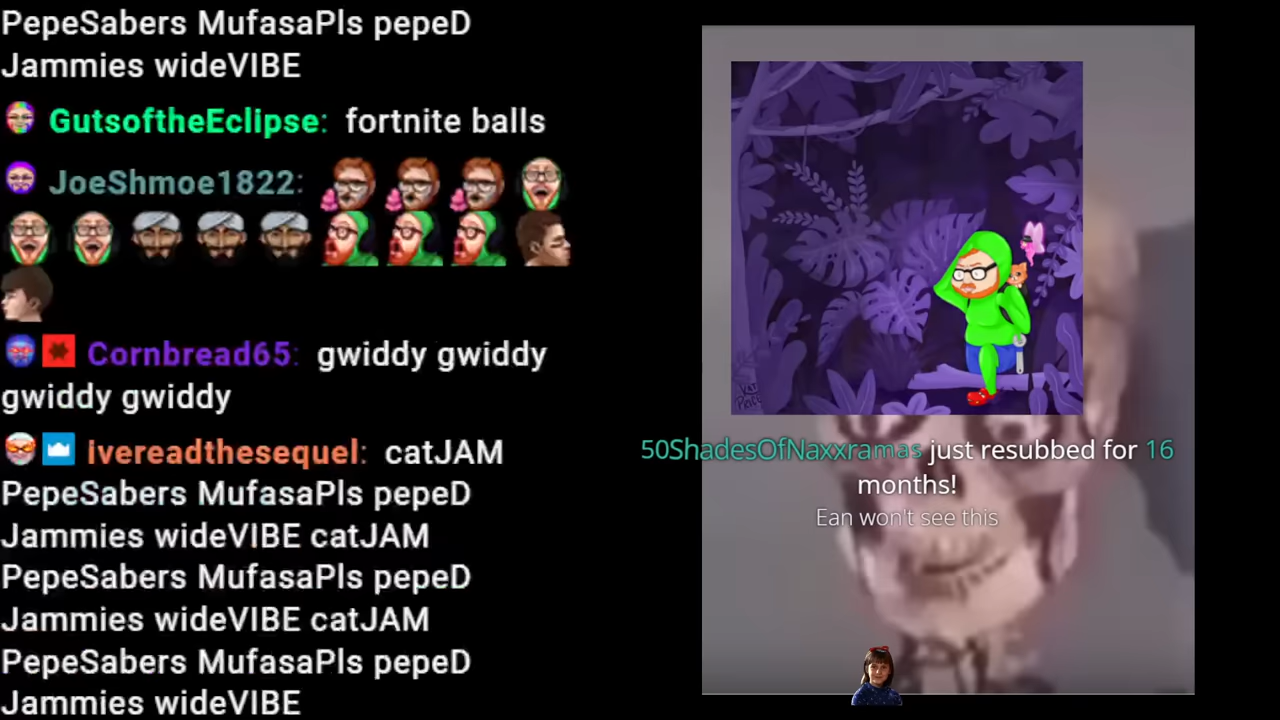 PepeSabers MufasaPls pepeD
Jammies wideVIBE
GutsoftheEclipse: fortnite balls
JoeShmoe1822:
Cornbread65: gwiddy gwiddy
gwiddy gwiddy
ivereadthesequel: catJAM
PepeSabers MufasaPls pepeD
Jammies wideVIBE catJAM
PepeSabers MufasaPls pepeD
Jammies wideVIBE catJAM
PepeSabers MufasaPls pepeD
Jammies wideVIBE
50ShadesOfNaxxramas just resubbed for 16
months!
Ean won't see this